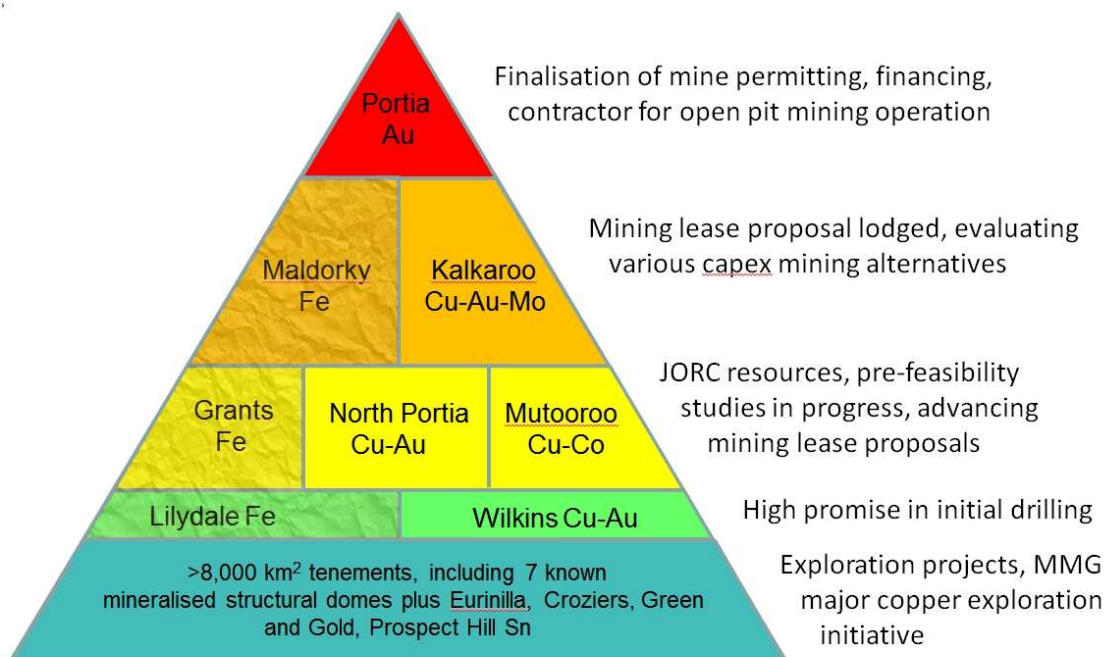 Portia
Au
Finalisation of mine permitting, financing,
contractor for open pit mining operation
Maldorky
Fe
Kalkaroo
Cu-Au-Mo
Mining lease proposal lodged, evaluating
various capex mining alternatives
Grants
Fe
North Portia
Cu-Au
Mutooroo
Cu-Co
JORC resources, pre-feasibility
studies in progress, advancing
mining lease proposals
Lilydale Fe
Wilkins Cu-Au
High promise in initial drilling
>8,000 km² tenements, including 7 known
mineralised structural domes plus Eurinilla, Croziers, Green
and Gold, Prospect Hill Sn
Exploration projects, MMG
major copper exploration
initiative